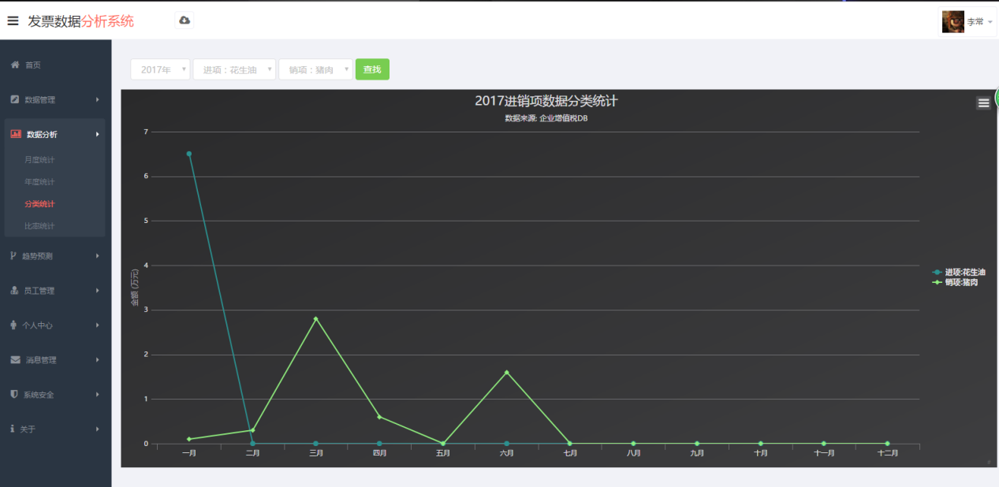 发票数据分析系统
李常
首页
数据管理
数据分析
月度统计
年度统计
分类统计
比率统计
趋势预测
员工管理
个人中心
消息管理
系统安全
关于
2017年 进项：花生油 销项：猪肉 查找
2017进销项数据分类统计
数据来源: 企业增值税DB
金额 (万元)
7
6
5
4
3
2
1
0
一月 二月 三月 四月 五月 六月 七月 八月 九月 十月 十一月 十二月
进项:花生油
销项:猪肉